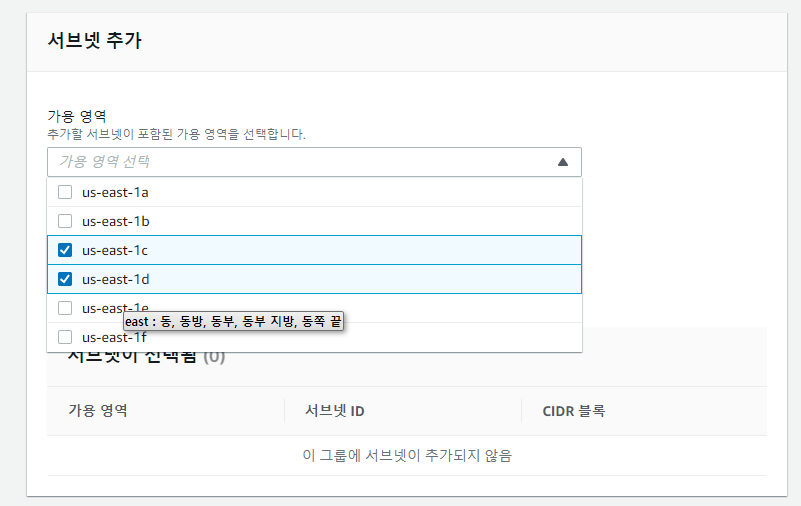 서브넷 추가
가용 영역
추가할 서브넷이 포함된 가용 영역을 선택합니다.
가용 영역 선택
us-east-1a
us-east-1b
us-east-1c
us-east-1d
us-east-1e
east : 동, 동방, 동부, 동부 지방, 동쪽 끝
us-east-1f
서브넷이 선택됨 (0)
가용 영역 서브넷 ID CIDR 블록
이 그룹에 서브넷이 추가되지 않음